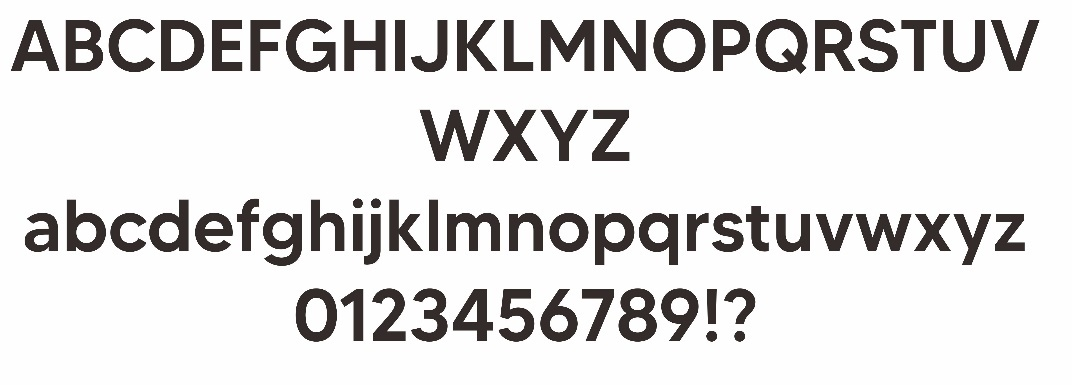 ABCDEFGHIJKLMNOPQRSTUV
WXYZ
abcdefghijklmnopqrstuvwxyz
0123456789!?